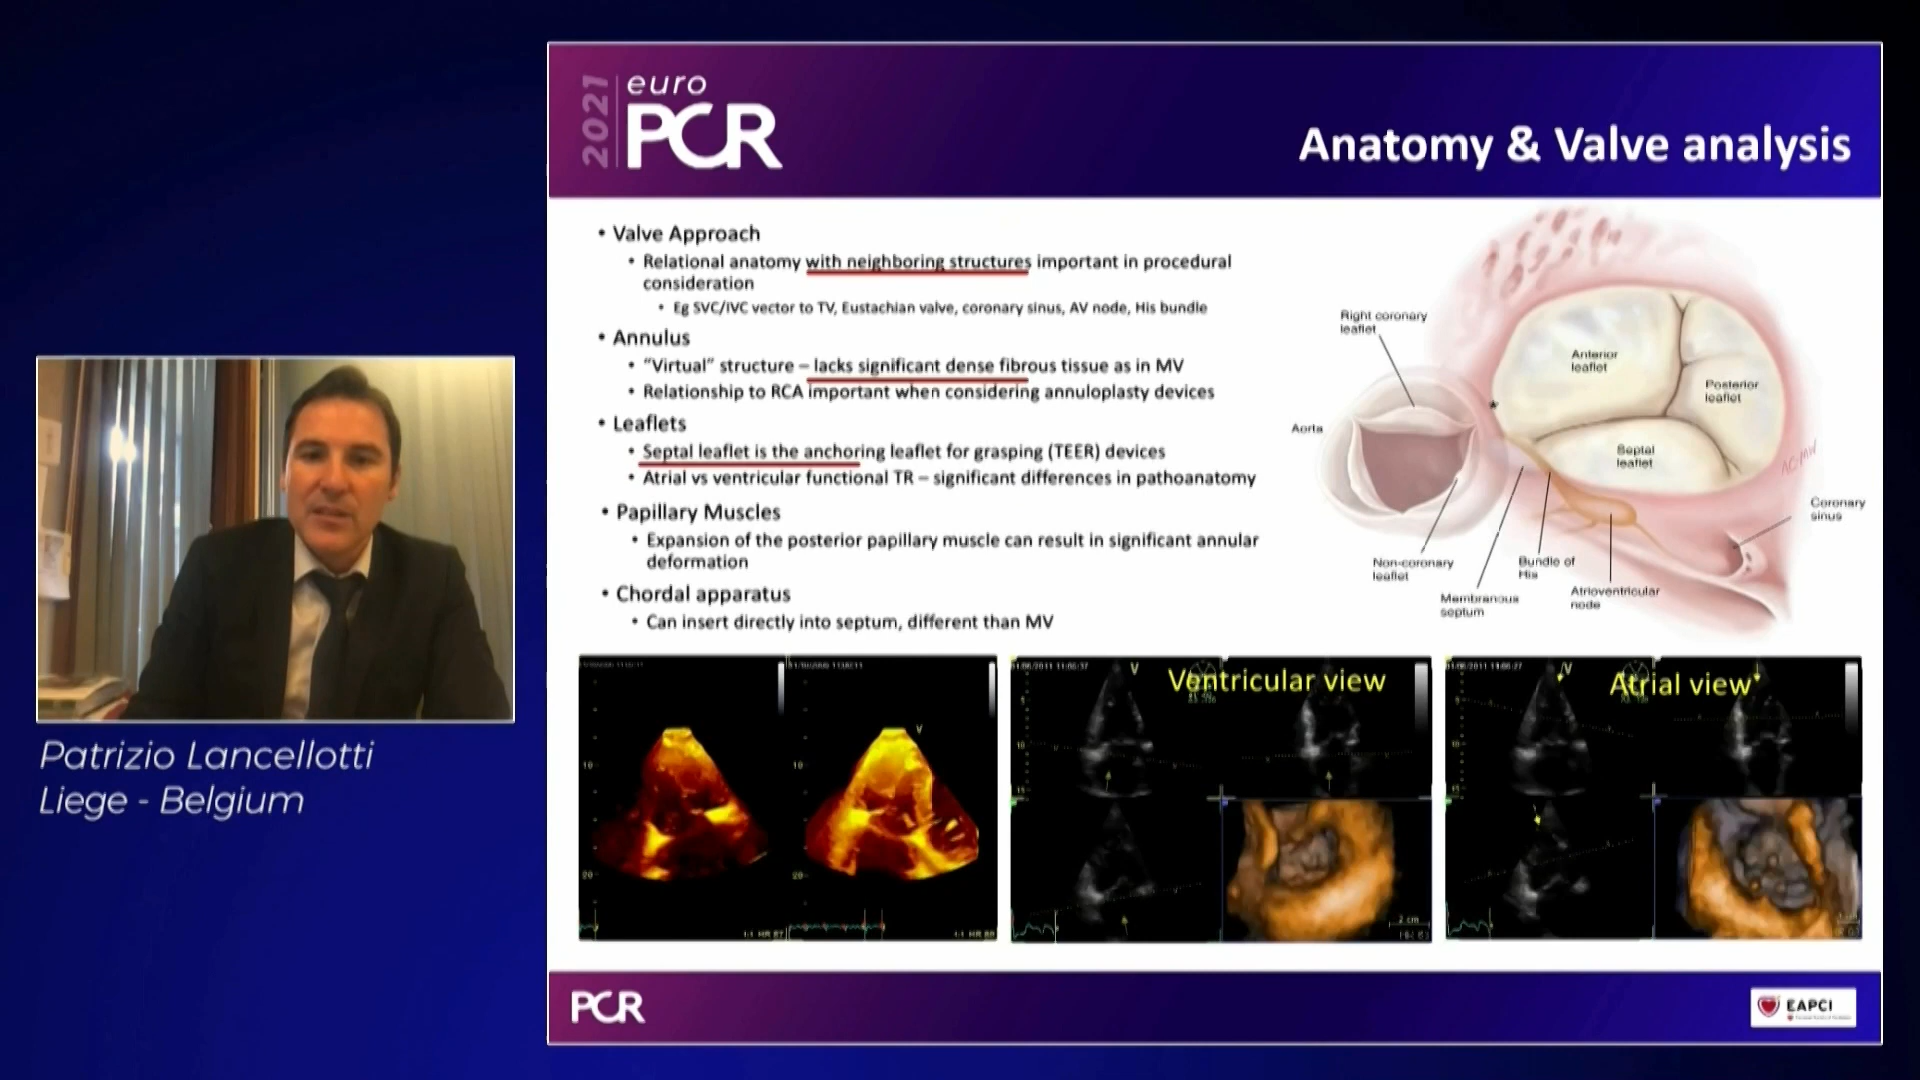 2021
euro
PCR
Anatomy & Valve analysis
• Valve Approach
• Relational anatomy with neighboring structures important in procedural
consideration
• Eg SVC/IVC vector to TV, Eustachian valve, coronary sinus, AV node, His bundle
• Annulus
• “Virtual” structure – lacks significant dense fibrous tissue as in MV
• Relationship to RCA important when considering annuloplasty devices
• Leaflets
• Septal leaflet is the anchoring leaflet for grasping (TEER) devices
• Atrial vs ventricular functional TR – significant differences in pathoanatomy
• Papillary Muscles
• Expansion of the posterior papillary muscle can result in significant annular
deformation
• Chordal apparatus
• Can insert directly into septum, different than MV
Right coronary
leaflet
Aorta
Anterior
leaflet
Posterior
leaflet
Septal
leaflet
*
Coronary
sinus
Non-coronary
leaflet
Membranous
septum
Bundle of
His
Atrioventricular
node
Ventricular view
Atrial view
V
V
V
10
20
10
20
2 cm
Patrizio Lancellotti
Liege - Belgium
PCR
EAPCI